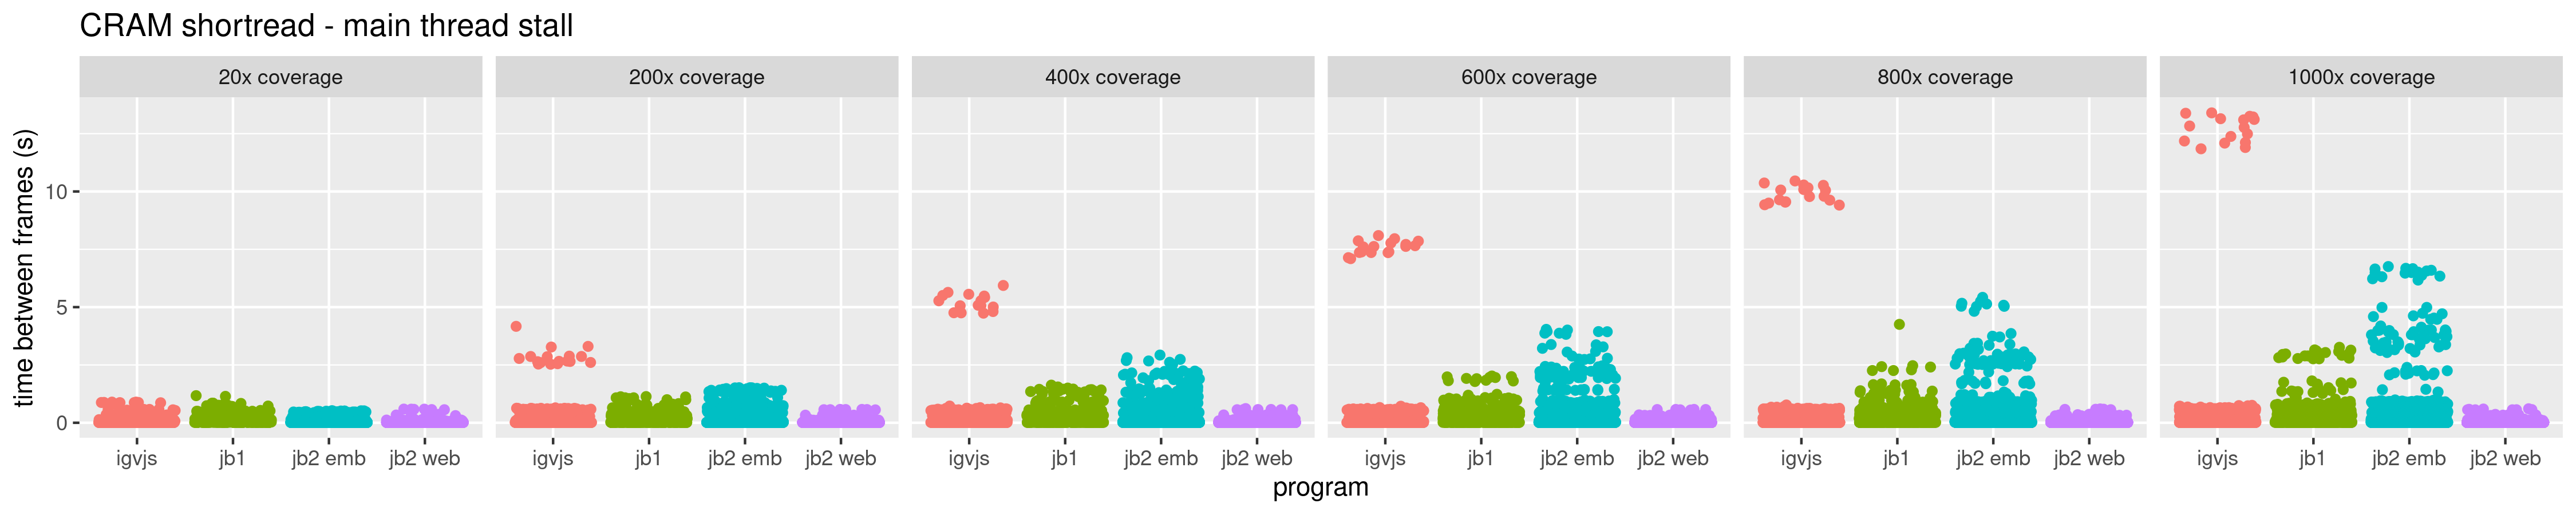 CRAM shortread - main thread stall
20x coverage 200x coverage 400x coverage 600x coverage 800x coverage 1000x coverage
time between frames (s)
10
5
0
igvjs jb1 jb2 emb jb2 web igvjs jb1 jb2 emb jb2 web igvjs jb1 jb2 emb jb2 web igvjs jb1 jb2 emb jb2 web igvjs jb1 jb2 emb jb2 web igvjs jb1 jb2 emb jb2 web
program